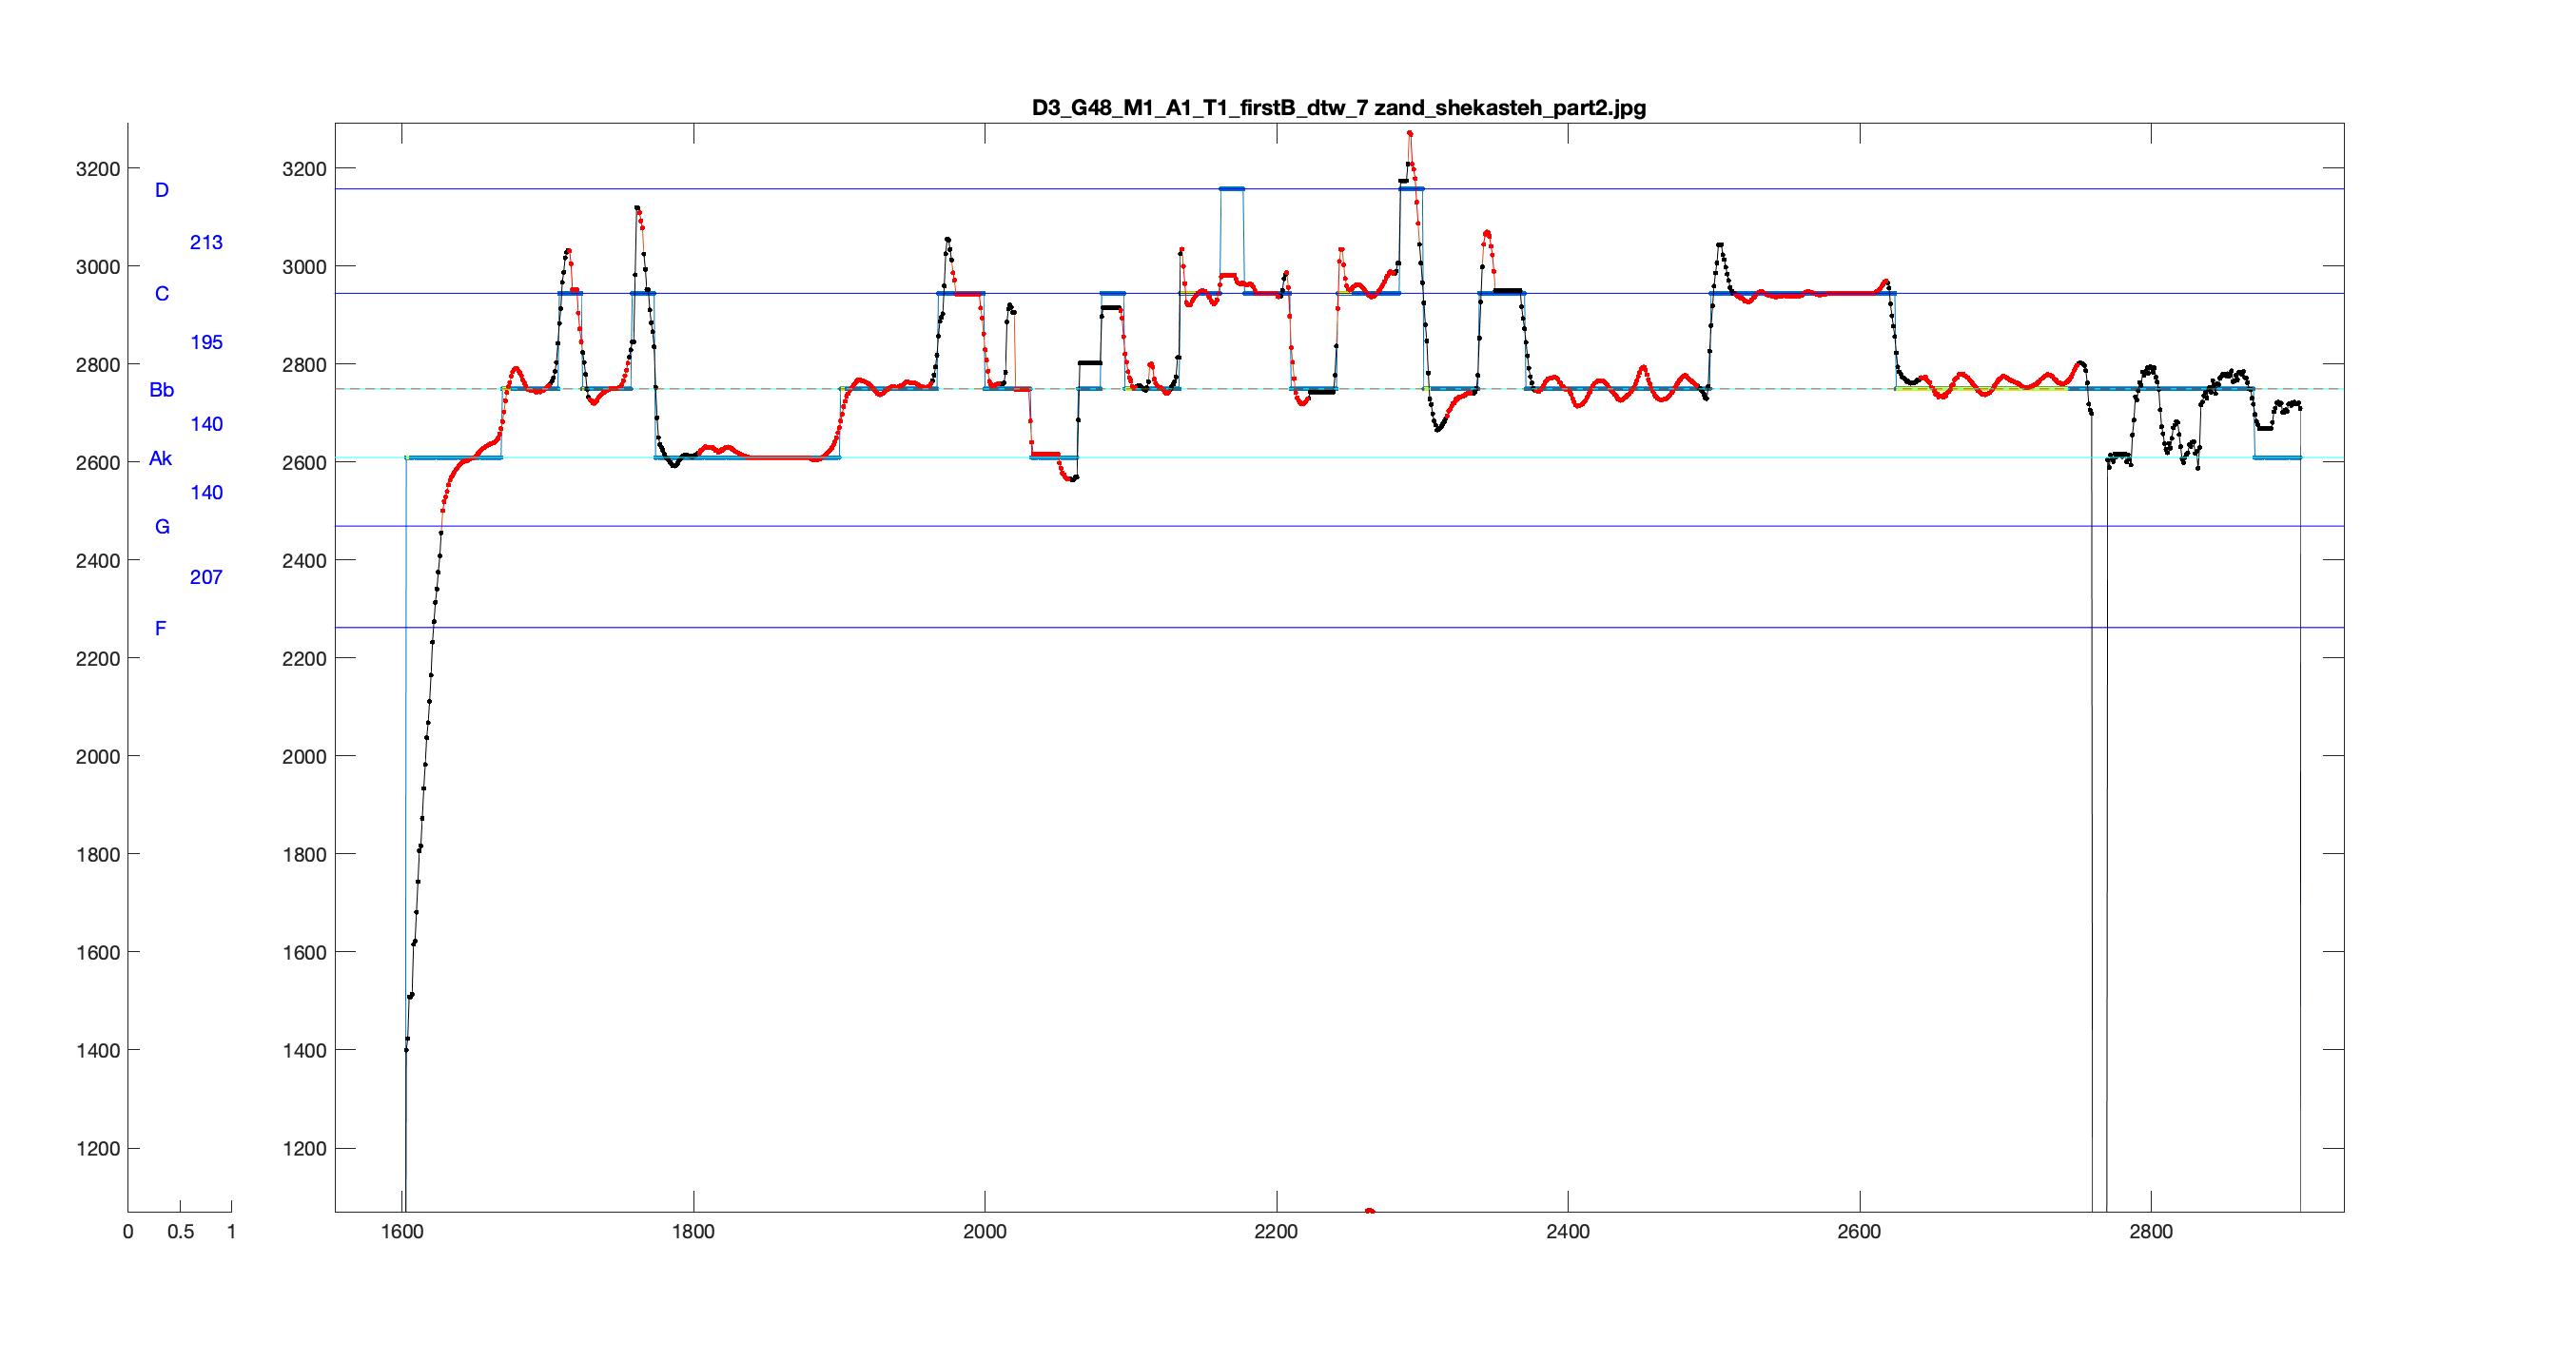 D3_G48_M1_A1_T1_firstB_dtw_7 zand_shekasteh_part2.jpg
3200 D 3200
213
3000 3000
C
195
2800 2800
Bb
140
2600 Ak 2600
140
G
2400 2400
207
F
2200 2200
2000 2000
1800 1800
1600 1600
1400 1400
1200 1200
0 0.5 1 1600 1800 2000 2200 2400 2600 2800